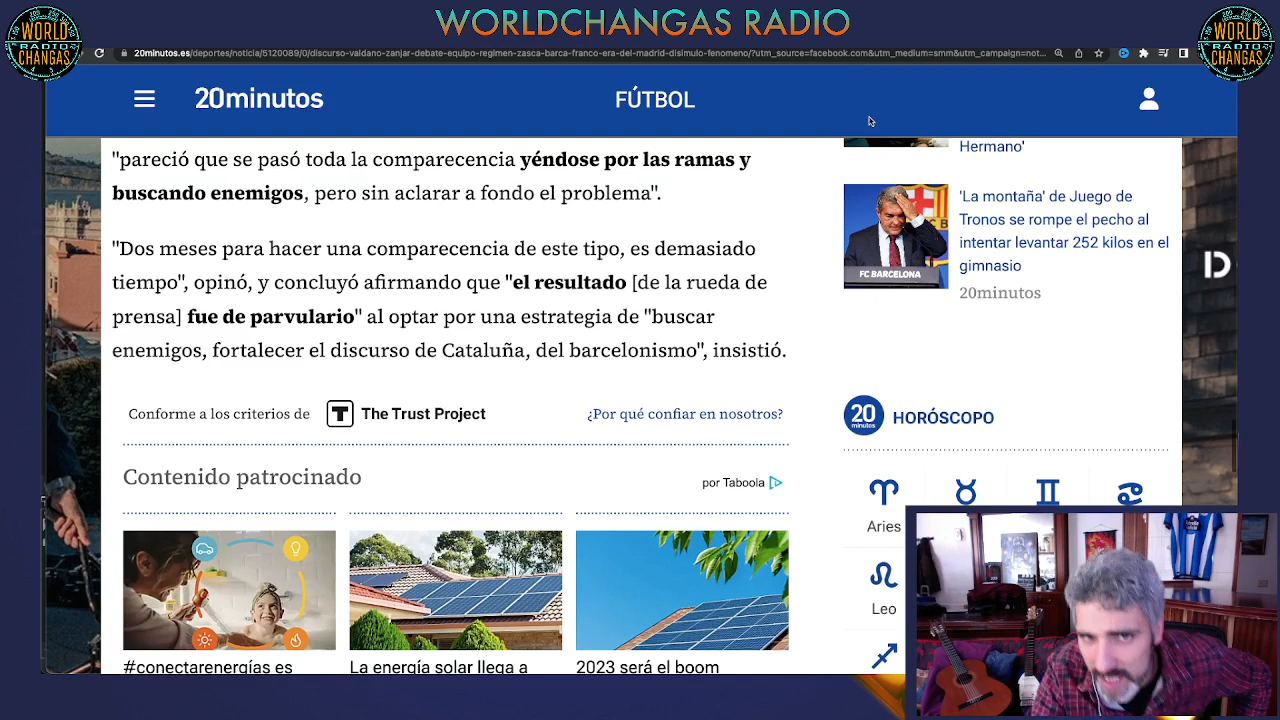 WORLDCHANGAS RADIO
WORLD
RADIO
CHANGAS
WORLD
RADIO
CHANGAS
20minutos.es/deportes/noticia/5120089/0/discurso-valdano-zanjar-debate-equipo-regimen-zasca-barca-franco-era-del-madrid-disimulo-fenomeno/?utm_source=facebook.com&utm_medium=smm&utm_campaign=not...
20minutos
FÚTBOL
"pareció que se pasó toda la comparecencia yéndose por las ramas y
buscando enemigos, pero sin aclarar a fondo el problema".
"Dos meses para hacer una comparecencia de este tipo, es demasiado
tiempo", opinó, y concluyó afirmando que "el resultado [de la rueda de
prensa] fue de parvulario" al optar por una estrategia de "buscar
enemigos, fortalecer el discurso de Cataluña, del barcelonismo", insistió.
Conforme a los criterios de
The Trust Project
¿Por qué confiar en nosotros?
Contenido patrocinado
por Taboola
#conectarenergías es
La energía solar llega a
2023 será el boom
Hermano'
FC BARCELONA
'La montaña' de Juego de
Tronos se rompe el pecho al
intentar levantar 252 kilos en el
gimnasio
20minutos
20
minutos
HORÓSCOPO
Aries
Leo